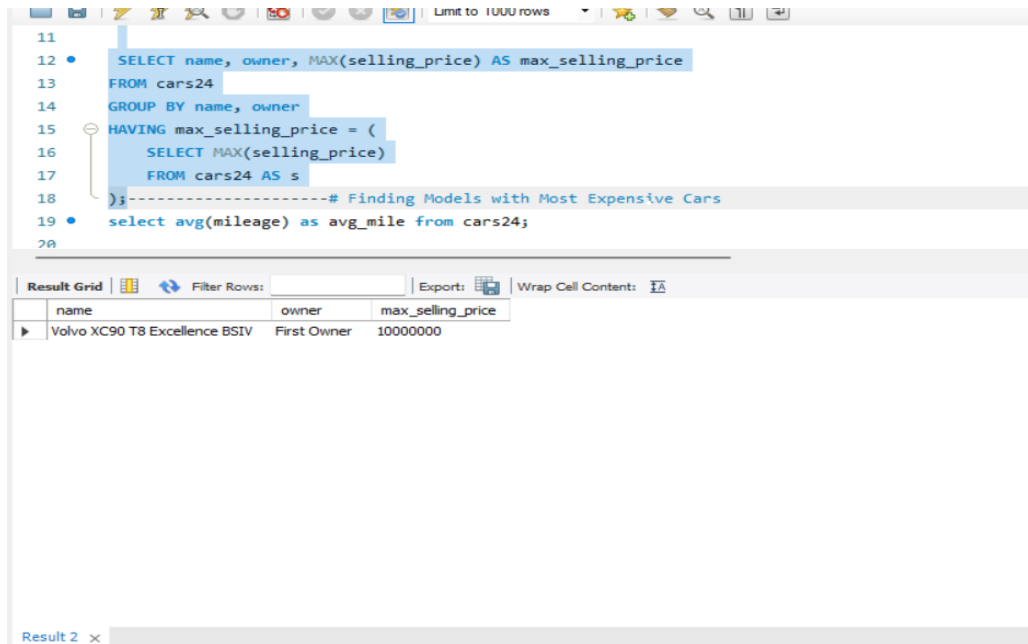 Limit to 1000 rows
11
12 SELECT name, owner, MAX(selling_price) AS max_selling_price
13 FROM cars24
14 GROUP BY name, owner
15 HAVING max_selling_price = (
16 SELECT MAX(selling_price)
17 FROM cars24 AS s
18 );---------------------# Finding Models with Most Expensive Cars
19 select avg(mileage) as avg_mile from cars24;
20
Result Grid Filter Rows: Export: Wrap Cell Content: IA
name owner max_selling_price
Volvo XC90 T8 Excellence BSIV First Owner 10000000
Result 2 ×